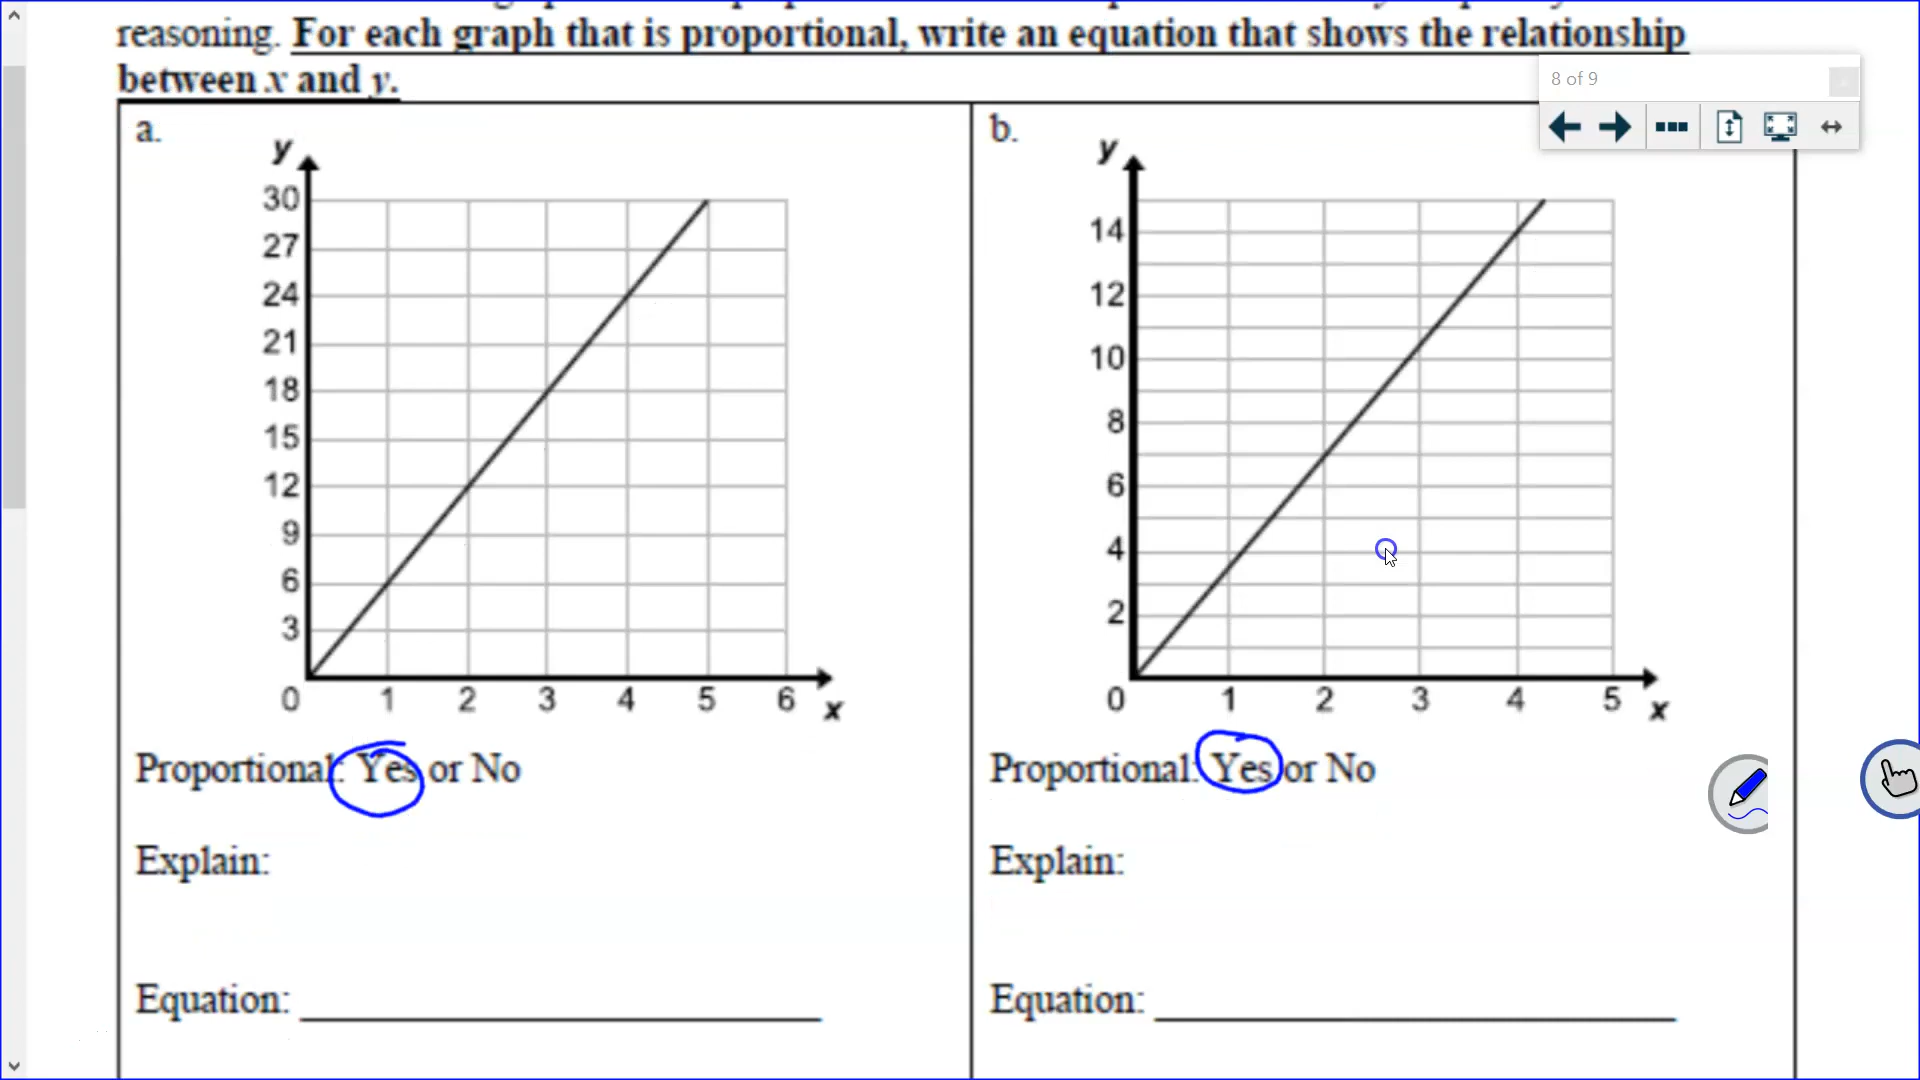 reasoning. For each graph that is proportional, write an equation that shows the relationship
between x and y.
8 of 9
a.
y
30
27
24
21
18
15
12
9
6
3
0 1 2 3 4 5 6 x
Proportional: Yes or No
Explain:
Equation: ____________________
b.
y
14
12
10
8
6
4
2
0 1 2 3 4 5 x
Proportional: Yes or No
Explain:
Equation: ____________________